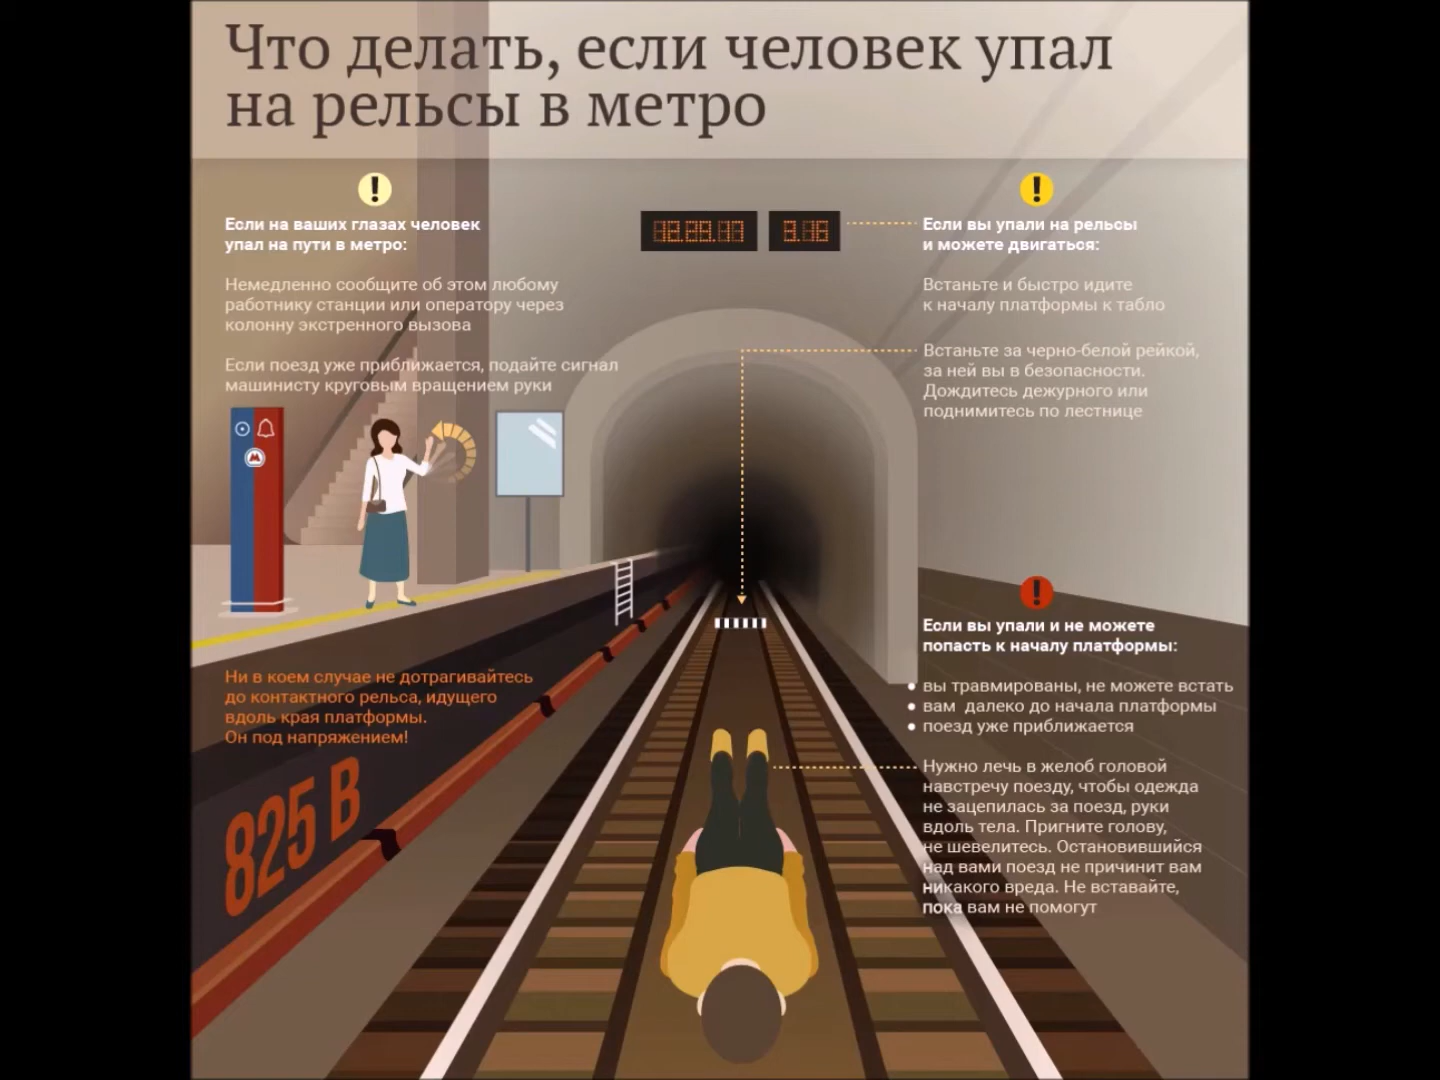 Что делать, если человек упал
на рельсы в метро
Если на ваших глазах человек
упал на пути в метро:
Немедленно сообщите об этом любому
работнику станции или оператору через
колонну экстренного вызова
Если поезд уже приближается, подайте сигнал
машинисту круговым вращением руки
Ни в коем случае не дотрагивайтесь
до контактного рельса, идущего
вдоль края платформы.
Он под напряжением!
825 В
Если вы упали на рельсы
и можете двигаться:
Встаньте и быстро идите
к началу платформы к табло
Встаньте за черно-белой рейкой,
за ней вы в безопасности.
Дождитесь дежурного или
поднимитесь по лестнице
Если вы упали и не можете
попасть к началу платформы:
• вы травмированы, не можете встать
• вам далеко до начала платформы
• поезд уже приближается
Нужно лечь в желоб головой
навстречу поезду, чтобы одежда
не зацепилась за поезд, руки
вдоль тела. Пригните голову,
не шевелитесь. Остановившийся
над вами поезд не причинит вам
никакого вреда. Не вставайте,
пока вам не помогут